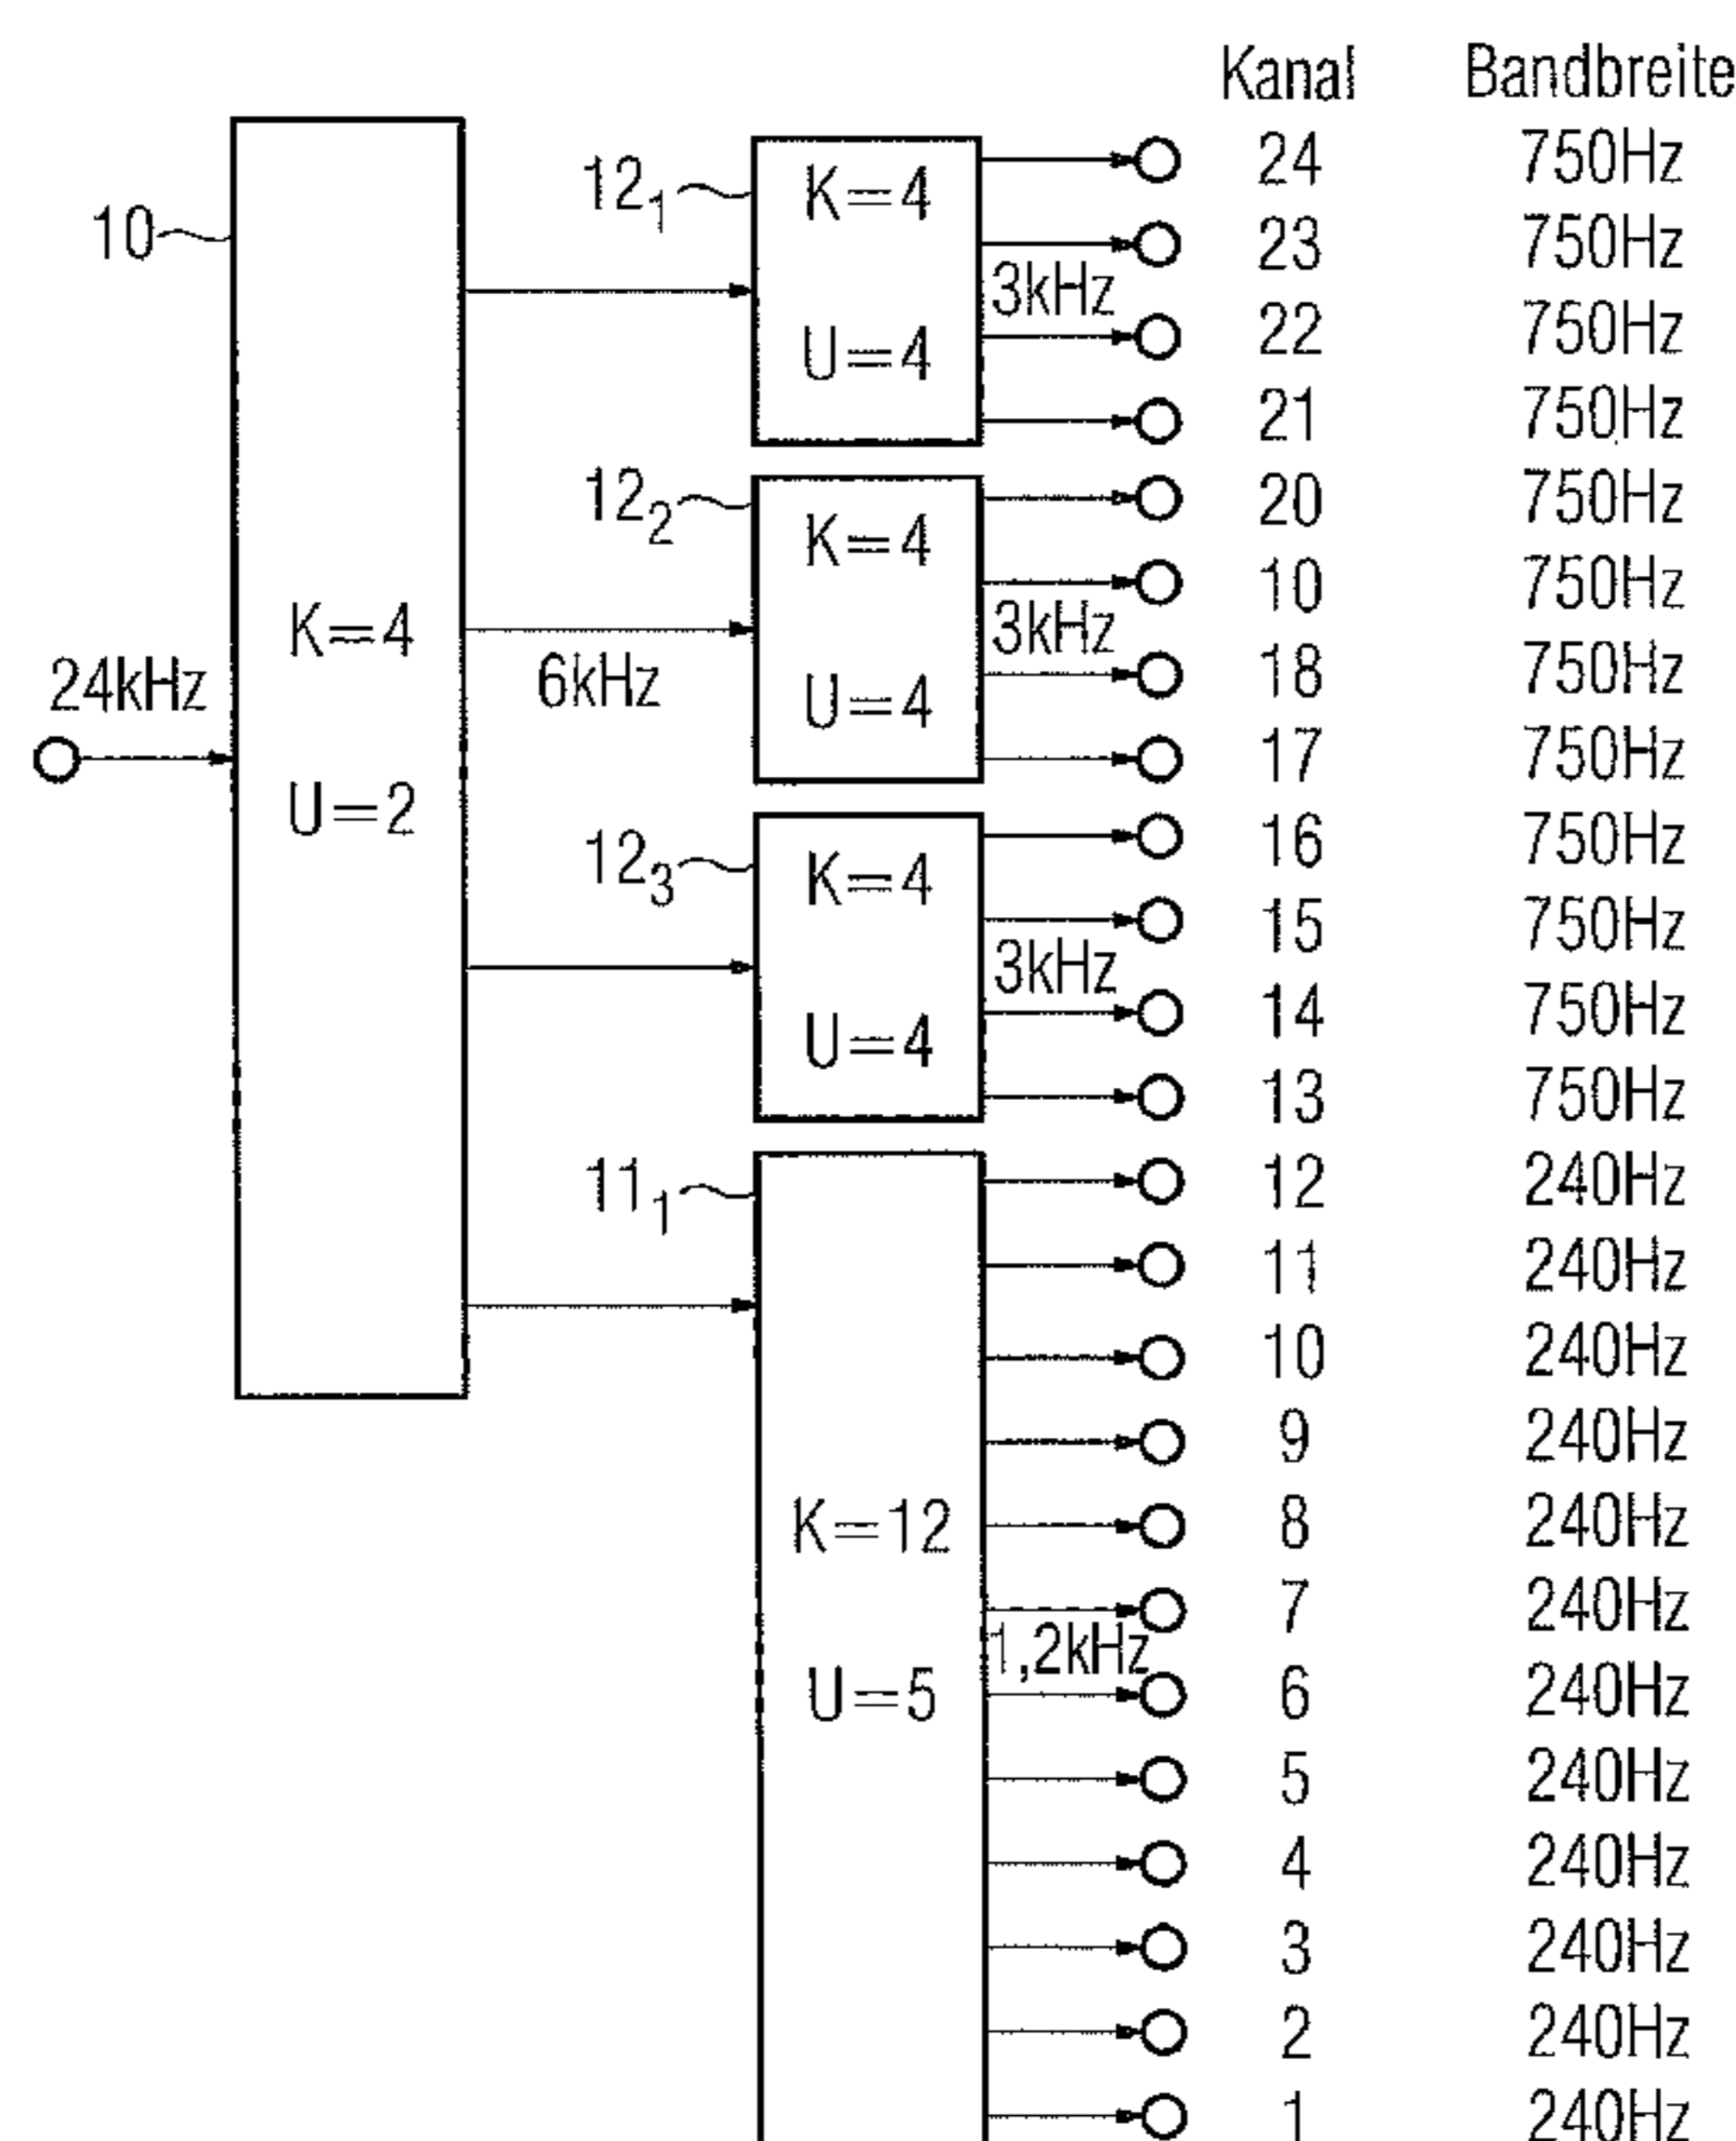 Kanal Bandbreite
24 750Hz
12₁ K=4
10
23 750Hz
3kHz
22 750Hz
U=4
21 750Hz
12₂ 20 750Hz
K=4
10 750Hz
K=4 3kHz
24kHz 6kHz 18 750Hz
U=4
17 750Hz
U=2
16 750Hz
12₃ K=4
15 750Hz
3kHz
14 750Hz
U=4
13 750Hz
11₁ 12 240Hz
11 240Hz
10 240Hz
9 240Hz
K=12 8 240Hz
7 240Hz
1,2kHz
U=5 6 240Hz
5 240Hz
4 240Hz
3 240Hz
2 240Hz
1 240Hz